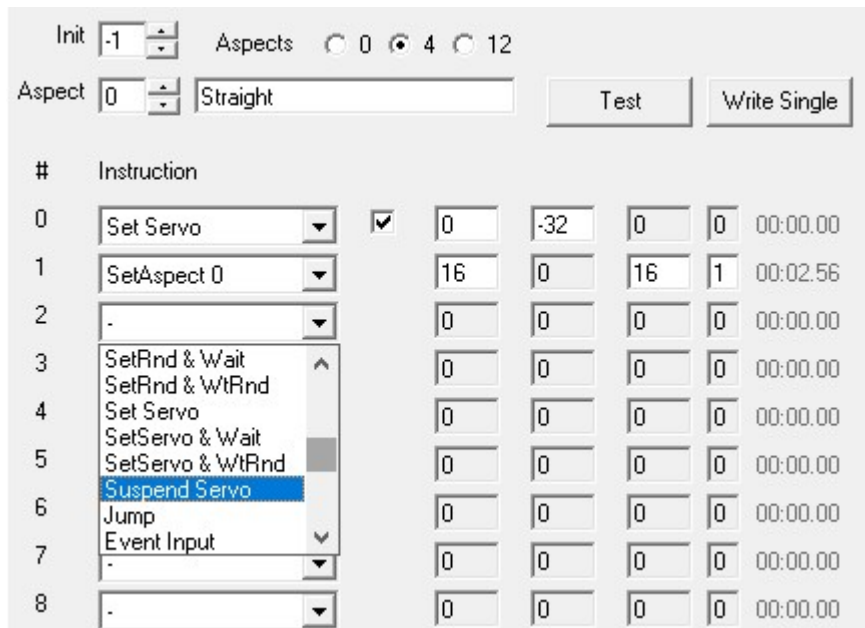 Init -1 Aspects 0 4 12
Aspect 0 Straight Test Write Single
# Instruction
0 Set Servo 0 -32 0 0 00:00.00
1 SetAspect 0 16 0 16 1 00:02.56
2 - 0 0 0 0 00:00.00
3 SetRnd & Wait 0 0 0 0 00:00.00
SetRnd & WtRnd
4 Set Servo 0 0 0 0 00:00.00
SetServo & Wait
5 SetServo & WtRnd 0 0 0 0 00:00.00
Suspend Servo
6 Jump 0 0 0 0 00:00.00
Event Input
7 - 0 0 0 0 00:00.00
8 - 0 0 0 0 00:00.00